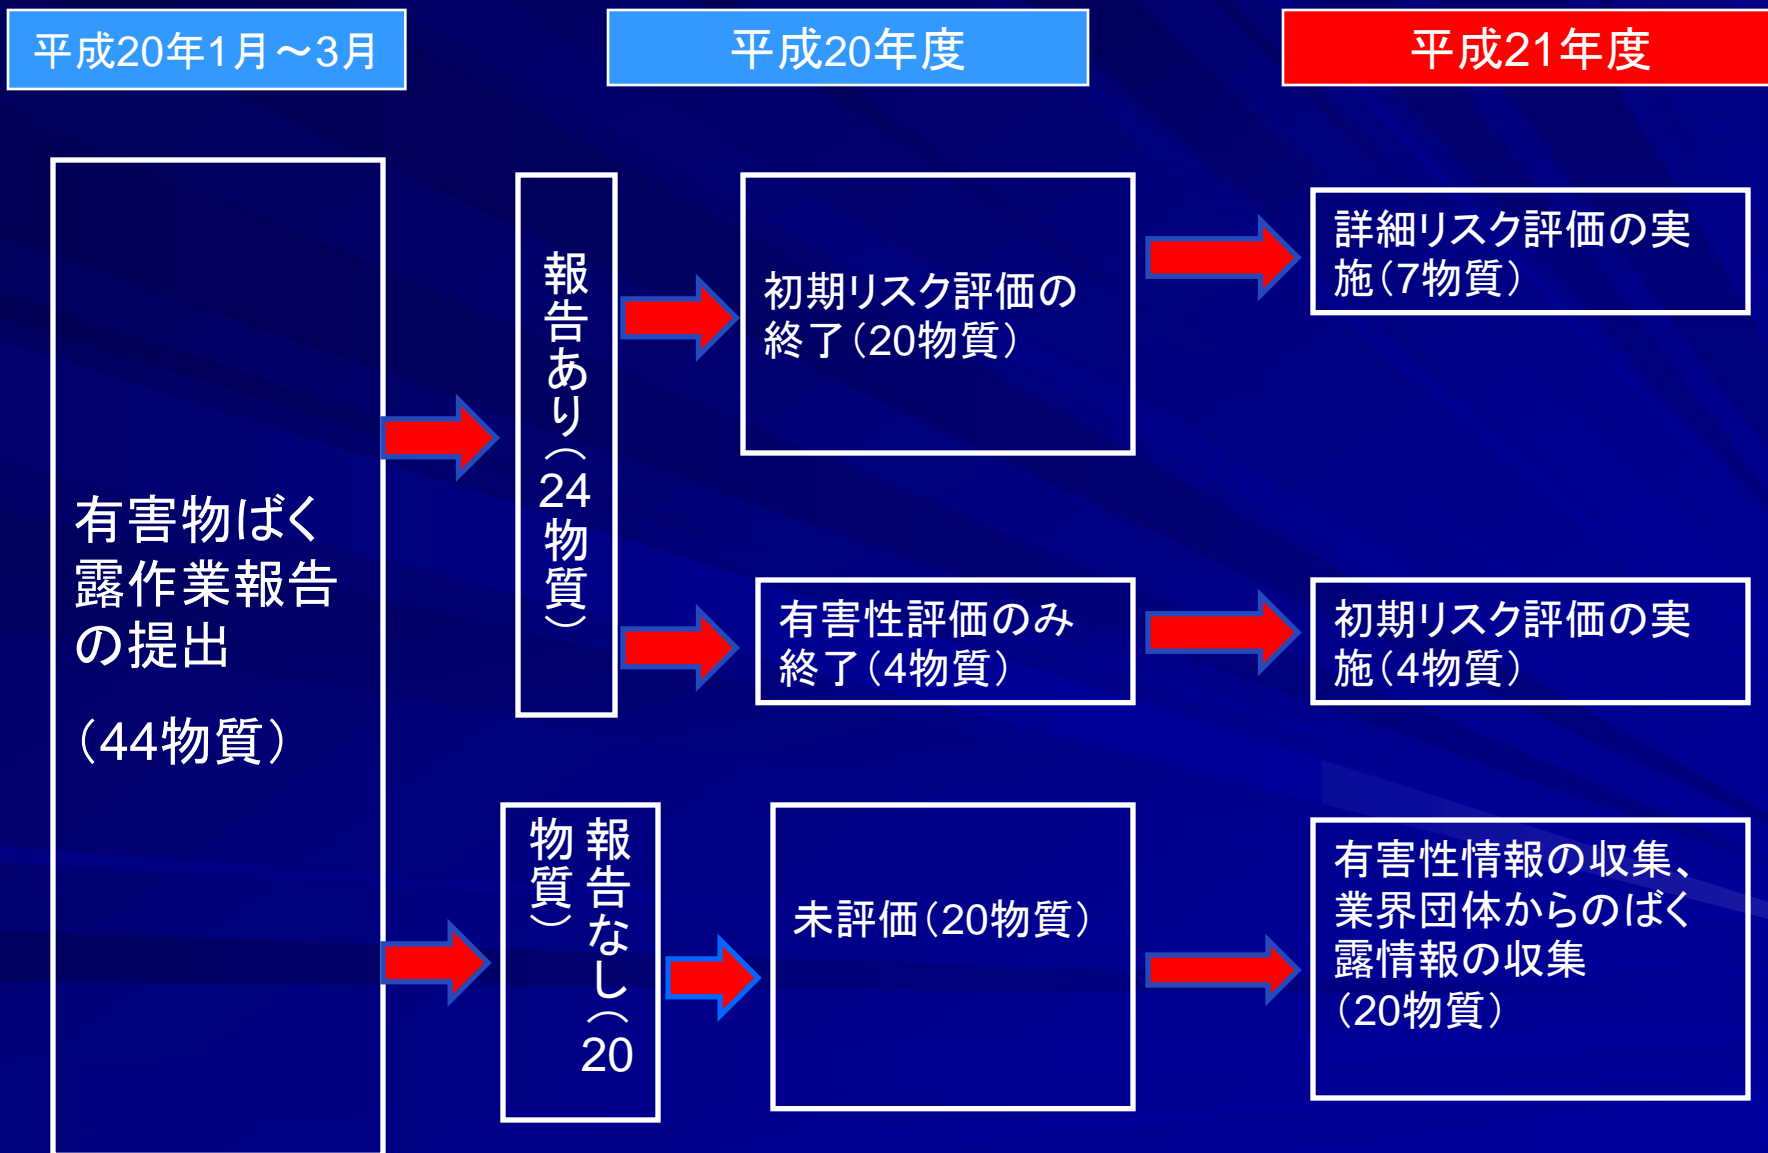 平成20年1月～3月
平成20年度
平成21年度
有害物ばく
露作業報告
の提出
（44物質）
報告あり（24物質）
初期リスク評価の
終了（20物質）
詳細リスク評価の実
施（7物質）
有害性評価のみ
終了（4物質）
初期リスク評価の実
施（4物質）
報告なし（20
物質）
未評価（20物質）
有害性情報の収集、
業界団体からのばく
露情報の収集
（20物質）